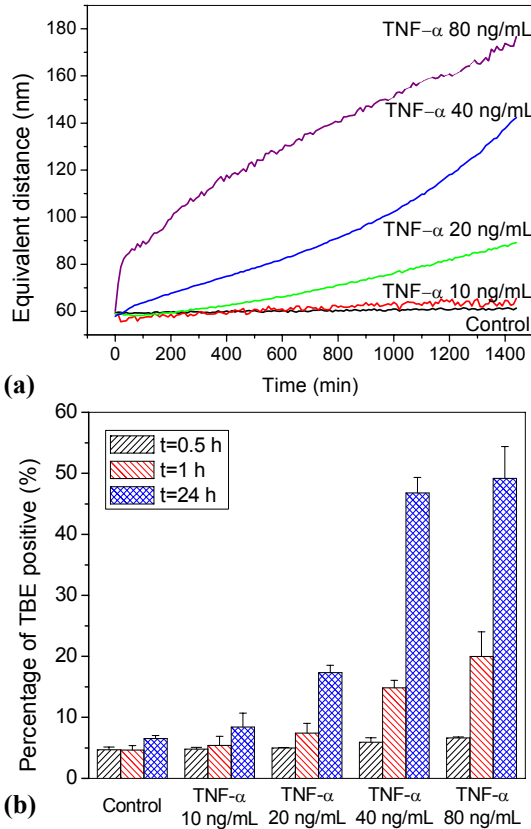 180
160
140
120
100
80
60
Equivalent distance (nm)
TNF−α 80 ng/mL
TNF−α 40 ng/mL
TNF−α 20 ng/mL
TNF−α 10 ng/mL
Control
0 200 400 600 800 1000 1200 1400
Time (min)
(a)
60
50
40
30
20
10
0
Percentage of TBE positive (%)
t=0.5 h
t=1 h
t=24 h
Control TNF-α TNF-α TNF-α TNF-α
10 ng/mL 20 ng/mL 40 ng/mL 80 ng/mL
(b)